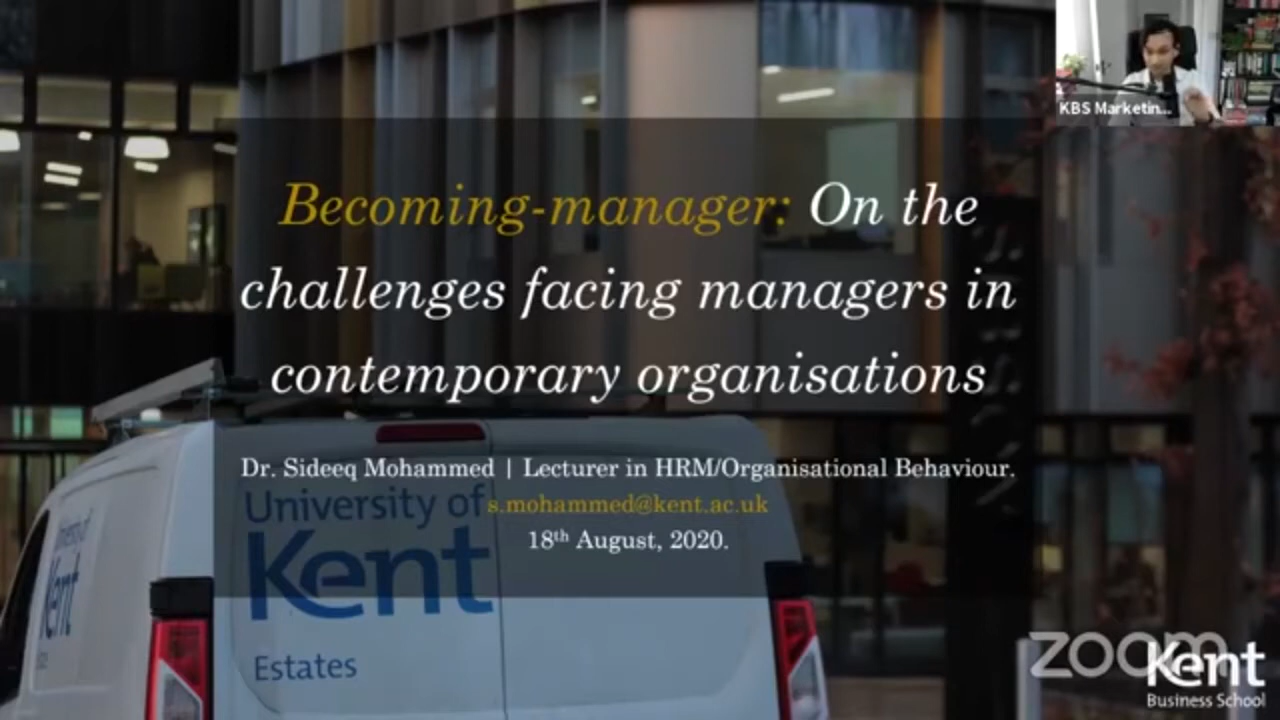 KBS Marketin...
Becoming-manager: On the
challenges facing managers in
contemporary organisations
Dr. Sideeq Mohammed | Lecturer in HRM/Organisational Behaviour.
s.mohammed@kent.ac.uk
18th August, 2020.
University of
Kent
Estates
Kent
zoom
Kent
Business School